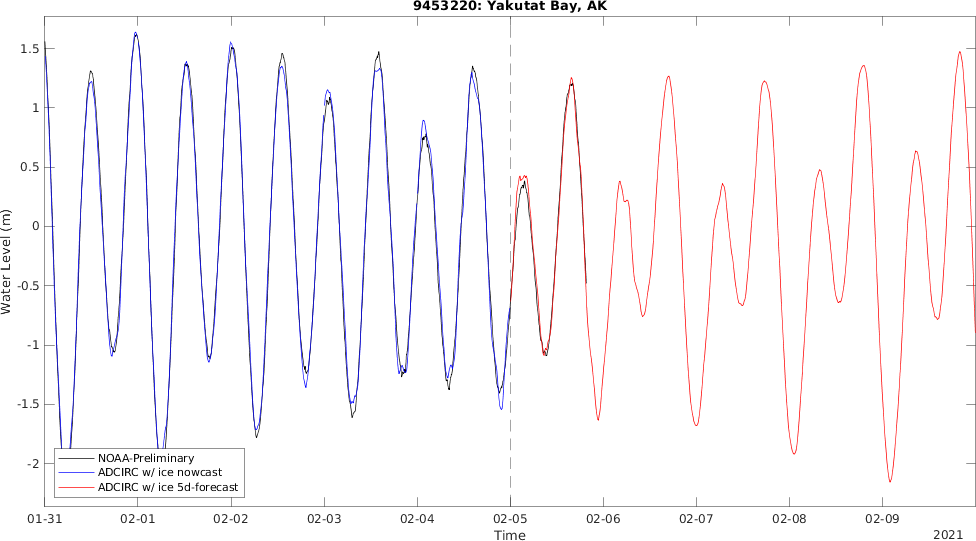 9453220: Yakutat Bay, AK
1.5
1
0.5
0
-0.5
-1
-1.5
-2
Water Level (m)
NOAA-Preliminary
ADCIRC w/ ice nowcast
ADCIRC w/ ice 5d-forecast
01-31 02-01 02-02 02-03 02-04 02-05 02-06 02-07 02-08 02-09
Time
2021